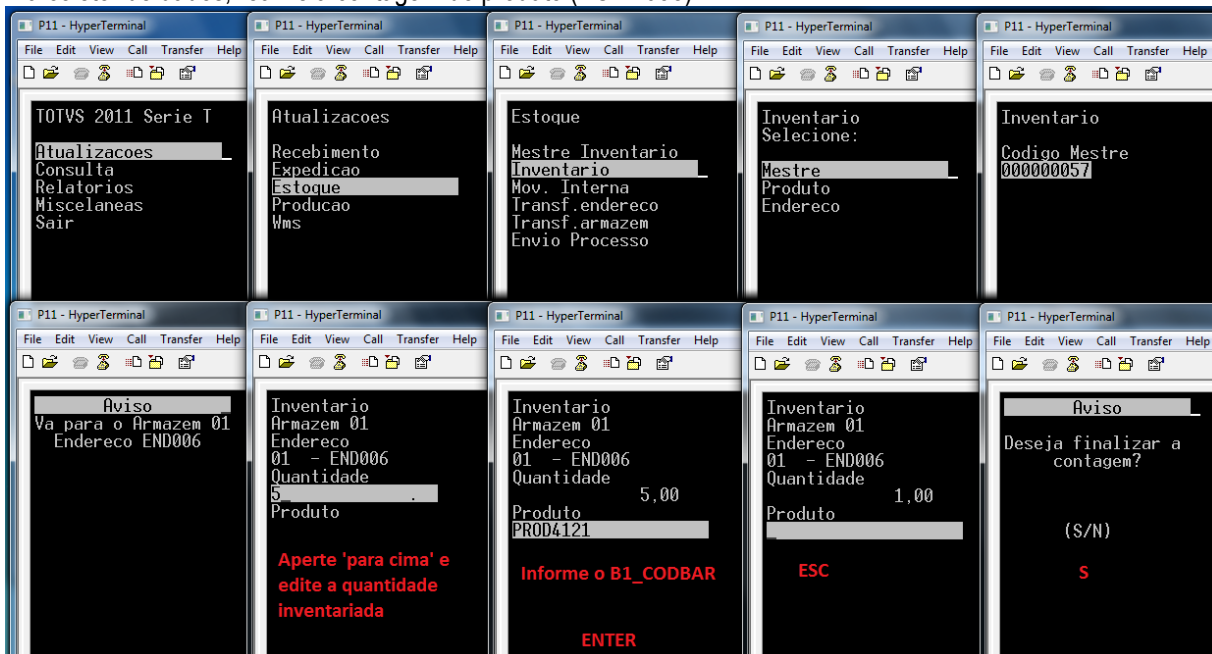 de dados, a contagem do produto
P11 - HyperTerminal
File Edit View Call Transfer Help
TOTVS 2011 Serie T
Atualizacoes
Consulta
Relatorios
Miscelaneas
Sair
P11 - HyperTerminal
File Edit View Call Transfer Help
Atualizacoes
Recebimento
Expedicao
Estoque
Producao
Wms
P11 - HyperTerminal
File Edit View Call Transfer Help
Estoque
Mestre Inventario
Inventario
Mov. Interna
Transf.endereco
Transf.armazem
Envio Processo
P11 - HyperTerminal
File Edit View Call Transfer Help
Inventario
Selecione:
Mestre
Produto
Endereco
P11 - HyperTerminal
File Edit View Call Transfer Help
Inventario
Codigo Mestre
000000057
P11 - HyperTerminal
File Edit View Call Transfer Help
Aviso
Va para o Armazem 01
Endereco END006
P11 - HyperTerminal
File Edit View Call Transfer Help
Inventario
Armazem 01
Endereco
01 - END006
Quantidade
5_ .
Produto
Aperte 'para cima' e
edite a quantidade
inventariada
P11 - HyperTerminal
File Edit View Call Transfer Help
Inventario
Armazem 01
Endereco
01 - END006
Quantidade
5,00
Produto
PROD4121
Informe o B1_CODBAR
ENTER
P11 - HyperTerminal
File Edit View Call Transfer Help
Inventario
Armazem 01
Endereco
01 - END006
Quantidade
1,00
Produto
ESC
P11 - HyperTerminal
File Edit View Call Transfer Help
Aviso
Deseja finalizar a
contagem?
(S/N)
S